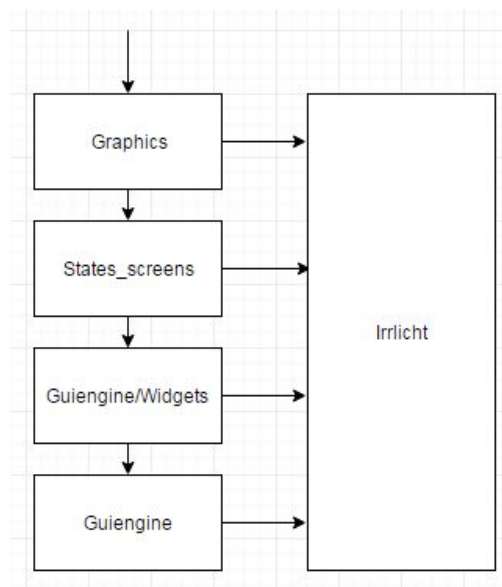 Graphics
States_screens
Irrlicht
Guiengine/Widgets
Guiengine